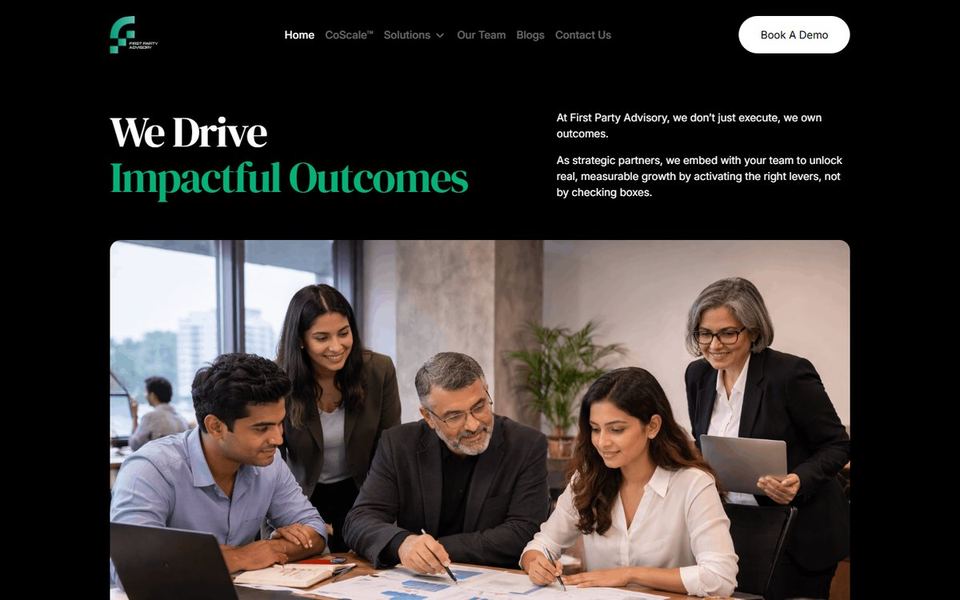 FIRST PARTY
ADVISORY
Home CoScale™ Solutions Our Team Blogs Contact Us
Book A Demo
We Drive
Impactful Outcomes
At First Party Advisory, we don't just execute, we own
outcomes.
As strategic partners, we embed with your team to unlock
real, measurable growth by activating the right levers, not
by checking boxes.